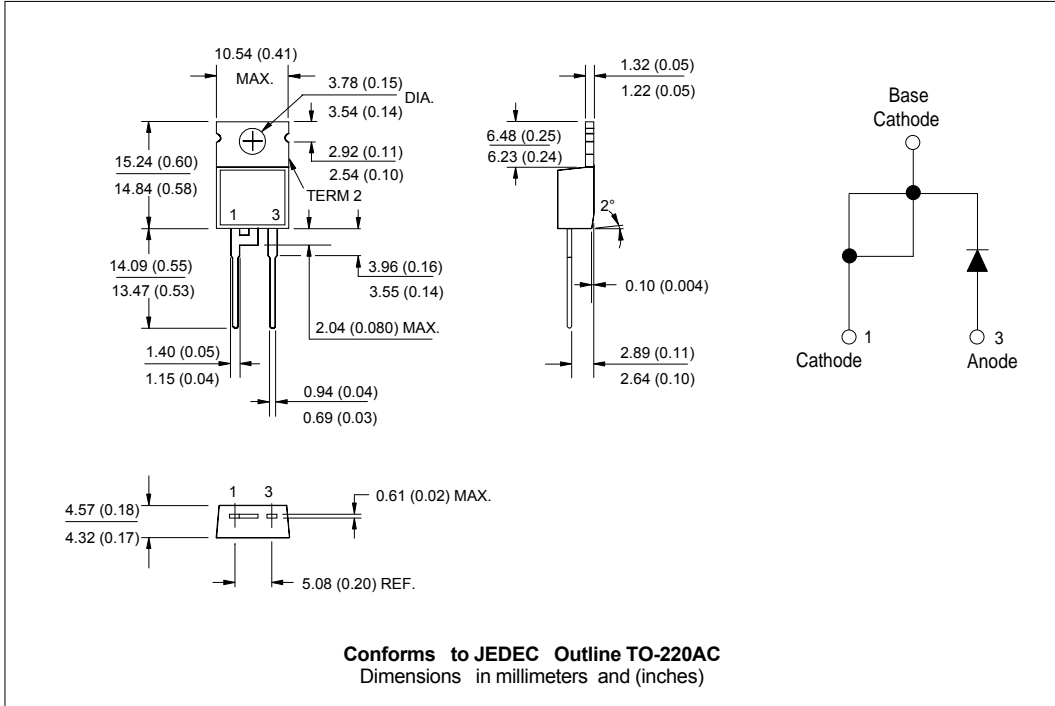 10.54 (0.41)
MAX.
3.78 (0.15)
3.54 (0.14)
DIA.
2.92 (0.11)
2.54 (0.10)
TERM 2
15.24 (0.60)
14.84 (0.58)
1 3
14.09 (0.55)
13.47 (0.53)
3.96 (0.16)
3.55 (0.14)
2.04 (0.080) MAX.
1.40 (0.05)
1.15 (0.04)
0.94 (0.04)
0.69 (0.03)
1.32 (0.05)
1.22 (0.05)
6.48 (0.25)
6.23 (0.24)
2°
0.10 (0.004)
2.89 (0.11)
2.64 (0.10)
Base
Cathode
1
Cathode
3
Anode
1 3
4.57 (0.18)
4.32 (0.17)
0.61 (0.02) MAX.
5.08 (0.20) REF.
Conforms to JEDEC Outline TO-220AC
Dimensions in millimeters and (inches)